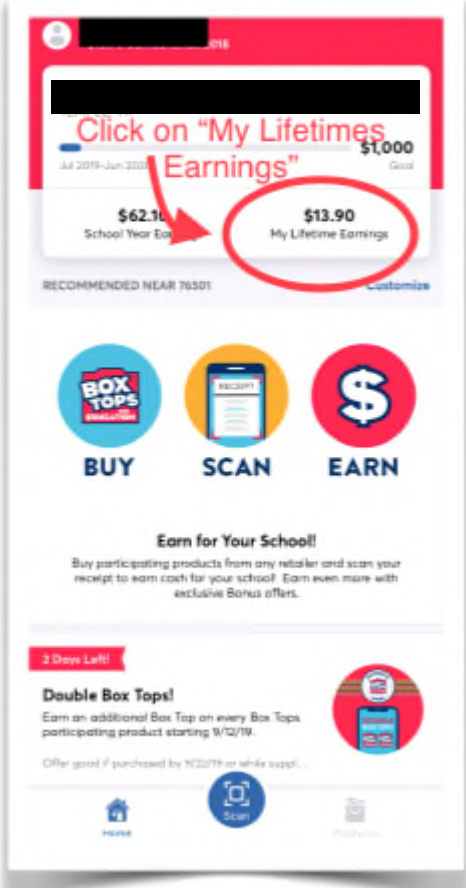 2018
Click on “My Lifetimes
Earnings”
$1,000
Goal
Jul 2019-Jun
$62.10
School Year
$13.90
My Lifetime Earnings
RECOMMENDED NEAR 76301
Customize
BOX
TOPS
FOR
EDUCATION
RECEIPT
$
BUY
SCAN
EARN
Earn for Your School!
Buy participating products from any retailer and scan your
receipt to earn cash for your school! Earn even more with
exclusive Bonus offers.
2 Days Left!
Double Box Tops!
Earn an additional Box Top on every Box Tops
participating product starting 9/12/19.
Offer good if purchased by 9/22/19 or while suppl...
Home
Scan
Products